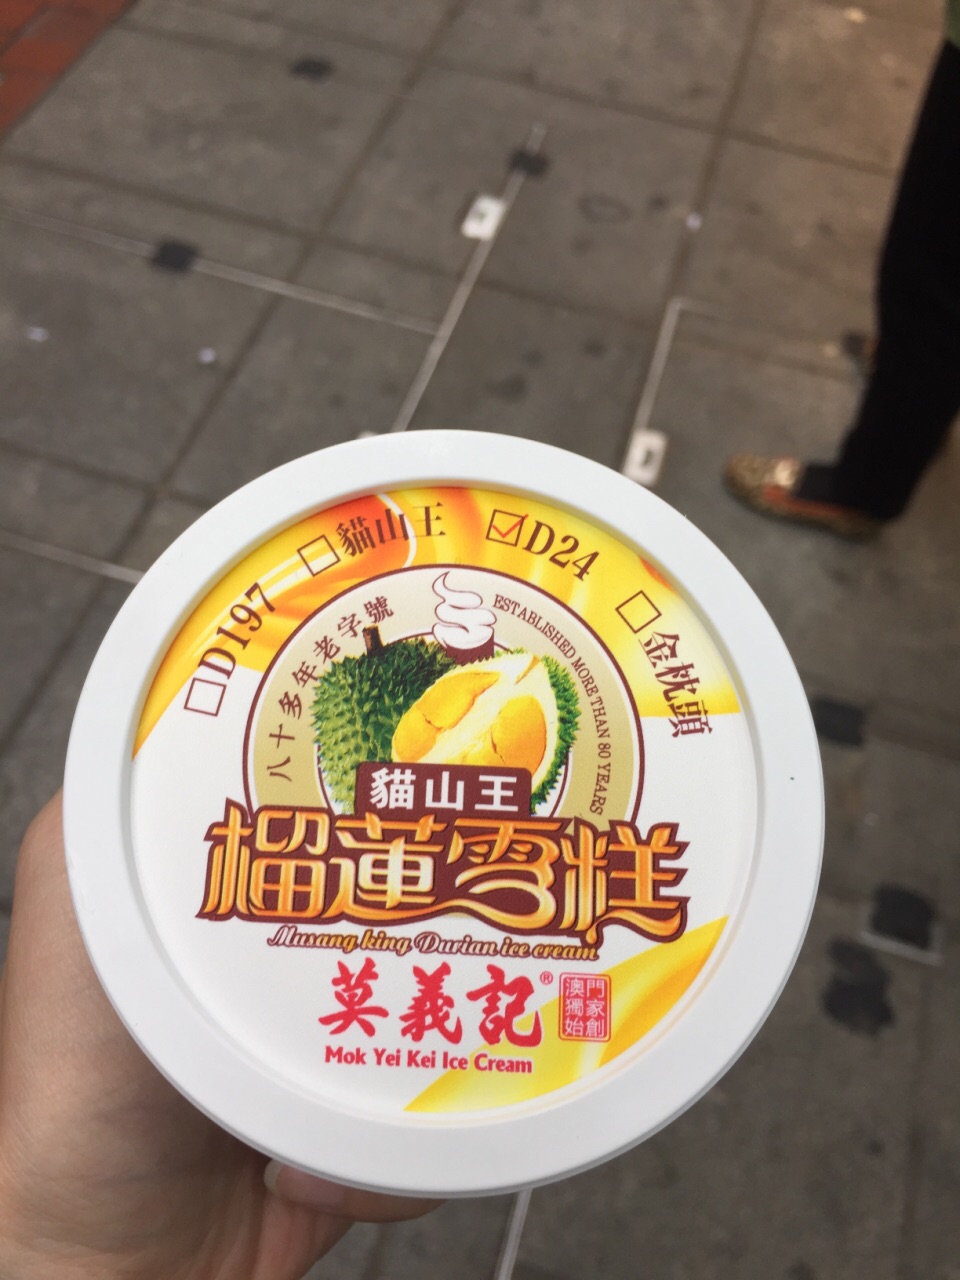 D197
貓山王
D24
金枕頭
八十多年老字號
ESTABLISHED MORE THAN 80 YEARS
貓山王
榴蓮雪糕
Musang king Durian ice cream
莫義記®
澳門
獨家
始創
Mok Yei Kei Ice Cream